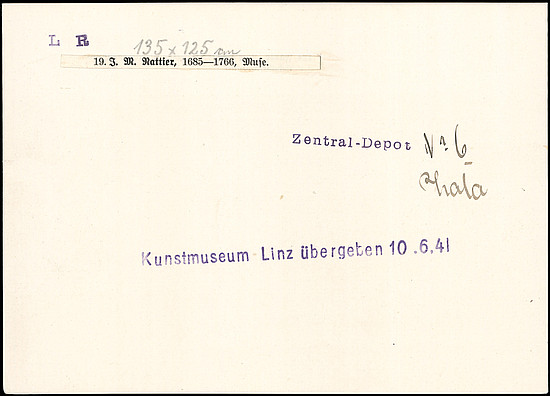 L R
135 x 125 cm
19. J. M. Nattier, 1685—1766, Muse.
Zentral-Depot № 6
Kunstmuseum Linz übergeben 10.6.41